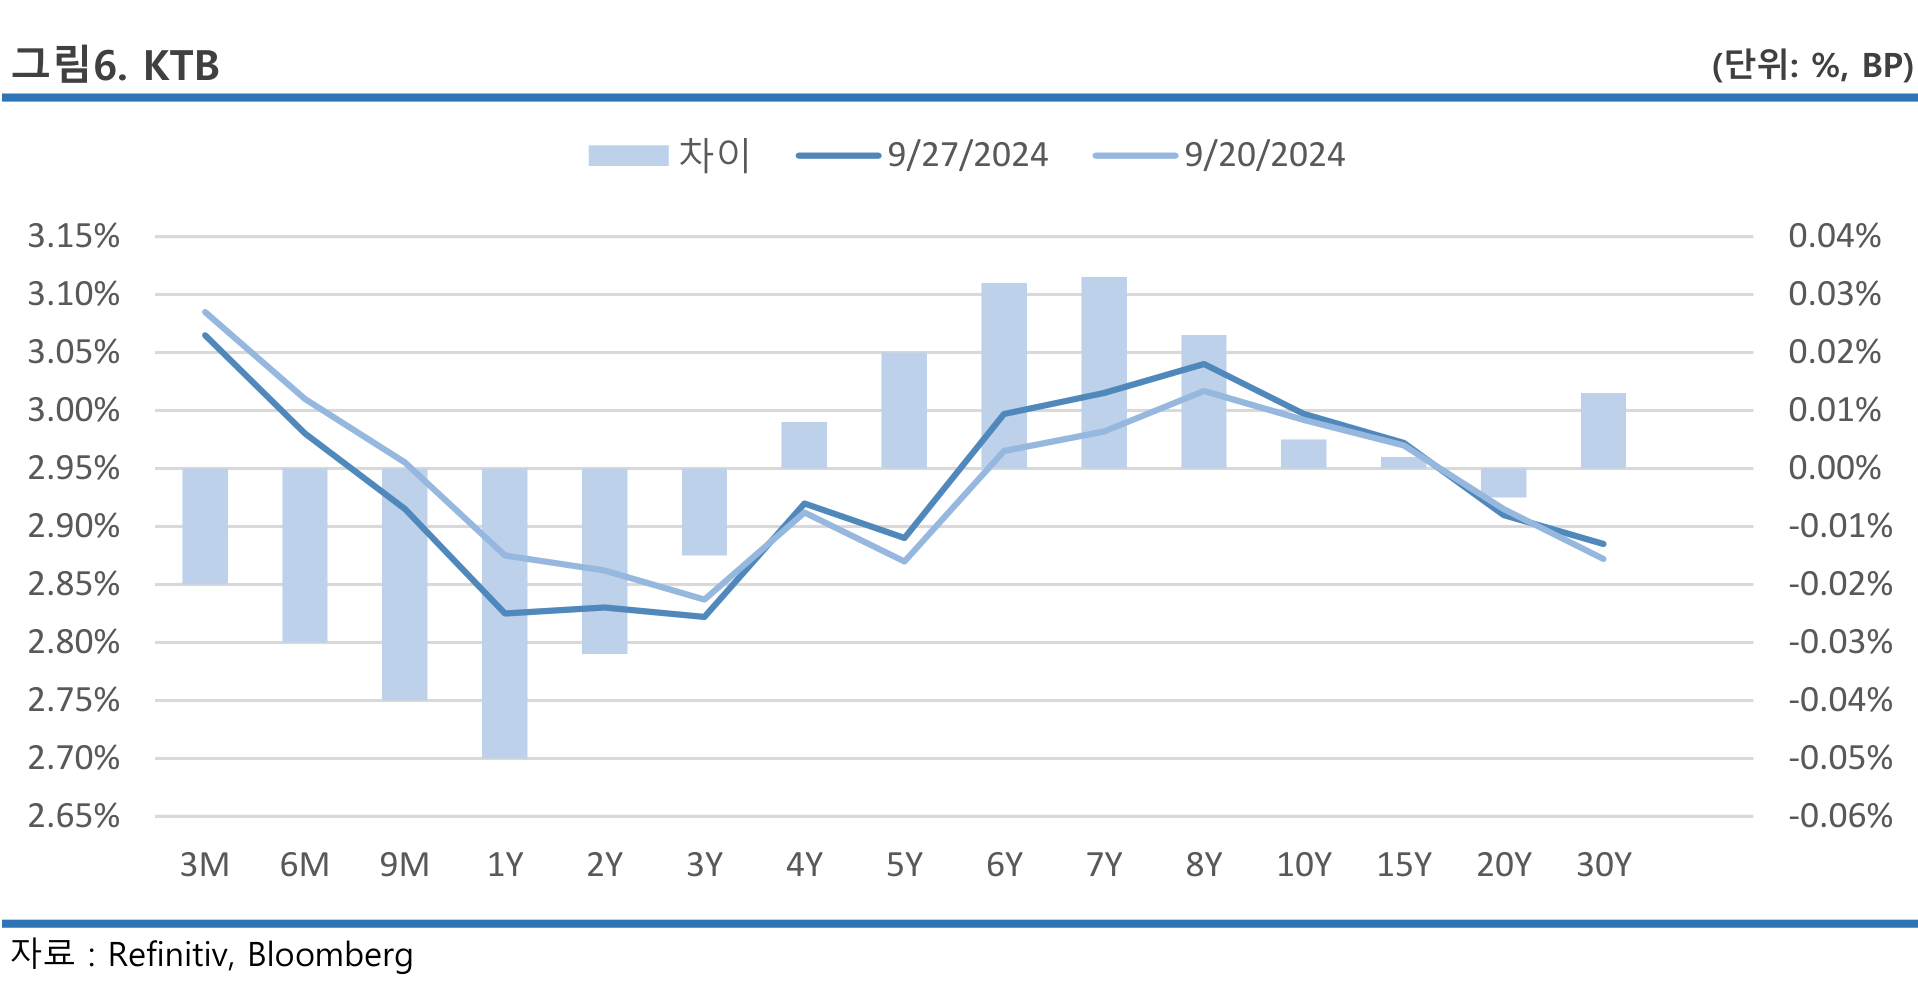 그림6. KTB
(단위: %, BP)
차이 9/27/2024 9/20/2024
3.15% 0.04%
3.10% 0.03%
3.05% 0.02%
3.00% 0.01%
2.95% 0.00%
2.90% -0.01%
2.85% -0.02%
2.80% -0.03%
2.75% -0.04%
2.70% -0.05%
2.65% -0.06%
3M 6M 9M 1Y 2Y 3Y 4Y 5Y 6Y 7Y 8Y 10Y 15Y 20Y 30Y
자료 : Refinitiv, Bloomberg